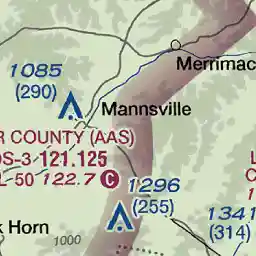 1085
(290)
Merrimac
Mannsville
R COUNTY (AAS)
OS-3 121.125
L-50 122.7 C
1296
(255)
1341
(314)
L
C
1
k Horn
1000